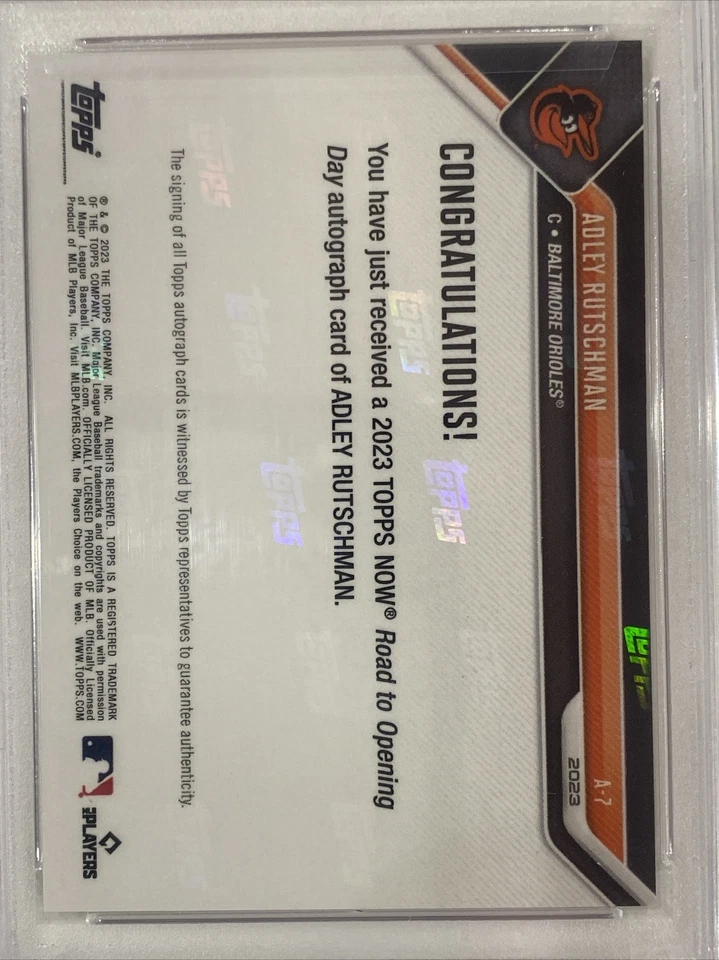 ADLEY RUTSCHMAN
C • BALTIMORE ORIOLES®
A-7
2023
CONGRATULATIONS!
You have just received a 2023 TOPPS NOW® Road to Opening
Day autograph card of ADLEY RUTSCHMAN.
The signing of all Topps autograph cards is witnessed by Topps representatives to guarantee authenticity.
topps®
® & © 2023 THE TOPPS COMPANY, INC. ALL RIGHTS RESERVED. TOPPS IS A REGISTERED TRADEMARK
OF THE TOPPS COMPANY, INC. Major League Baseball trademarks and copyrights are used with permission
of Major League Baseball. Visit MLB.com. OFFICIALLY LICENSED PRODUCT OF MLB. Officially Licensed
Product of MLB Players, Inc. Visit MLBPLAYERS.COM, the Players Choice on the web. WWW.TOPPS.COM
PLAYERS
TOPPS
TOPPS
TOPPS
TOPPS
TOPPS